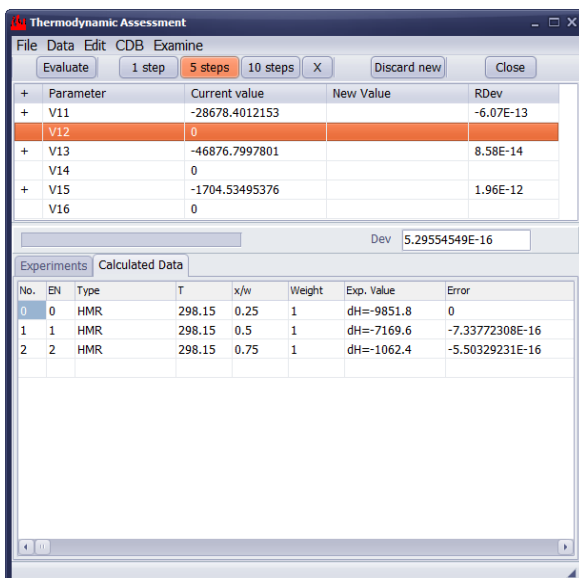 Thermodynamic Assessment
File Data Edit CDB Examine
Evaluate 1 step 5 steps 10 steps X Discard new Close
+ Parameter Current value New Value RDev
+ V11 -28678.4012153 -6.07E-13
V12 0
+ V13 -46876.7997801 8.58E-14
V14 0
+ V15 -1704.53495376 1.96E-12
V16 0
Dev 5.29554549E-16
Experiments Calculated Data
No. EN Type T x/w Weight Exp. Value Error
0 0 HMR 298.15 0.25 1 dH=-9851.8 0
1 1 HMR 298.15 0.5 1 dH=-7169.6 -7.33772308E-16
2 2 HMR 298.15 0.75 1 dH=-1062.4 -5.50329231E-16